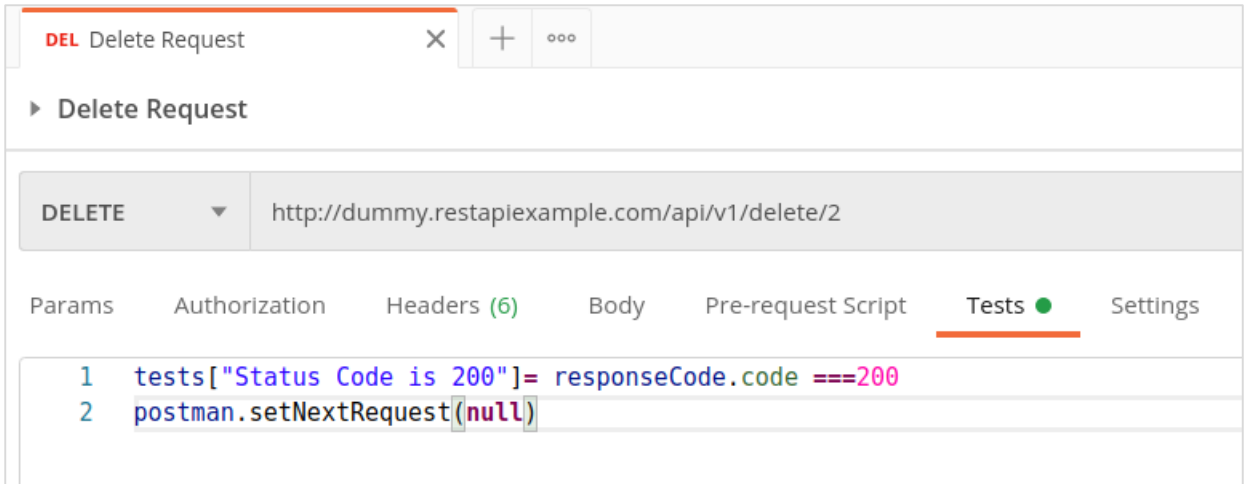 DEL Delete Request
Delete Request
DELETE http://dummy.restapiexample.com/api/v1/delete/2
Params Authorization Headers (6) Body Pre-request Script Tests Settings
1 tests["Status Code is 200"]= responseCode.code ===200
2 postman.setNextRequest(null)